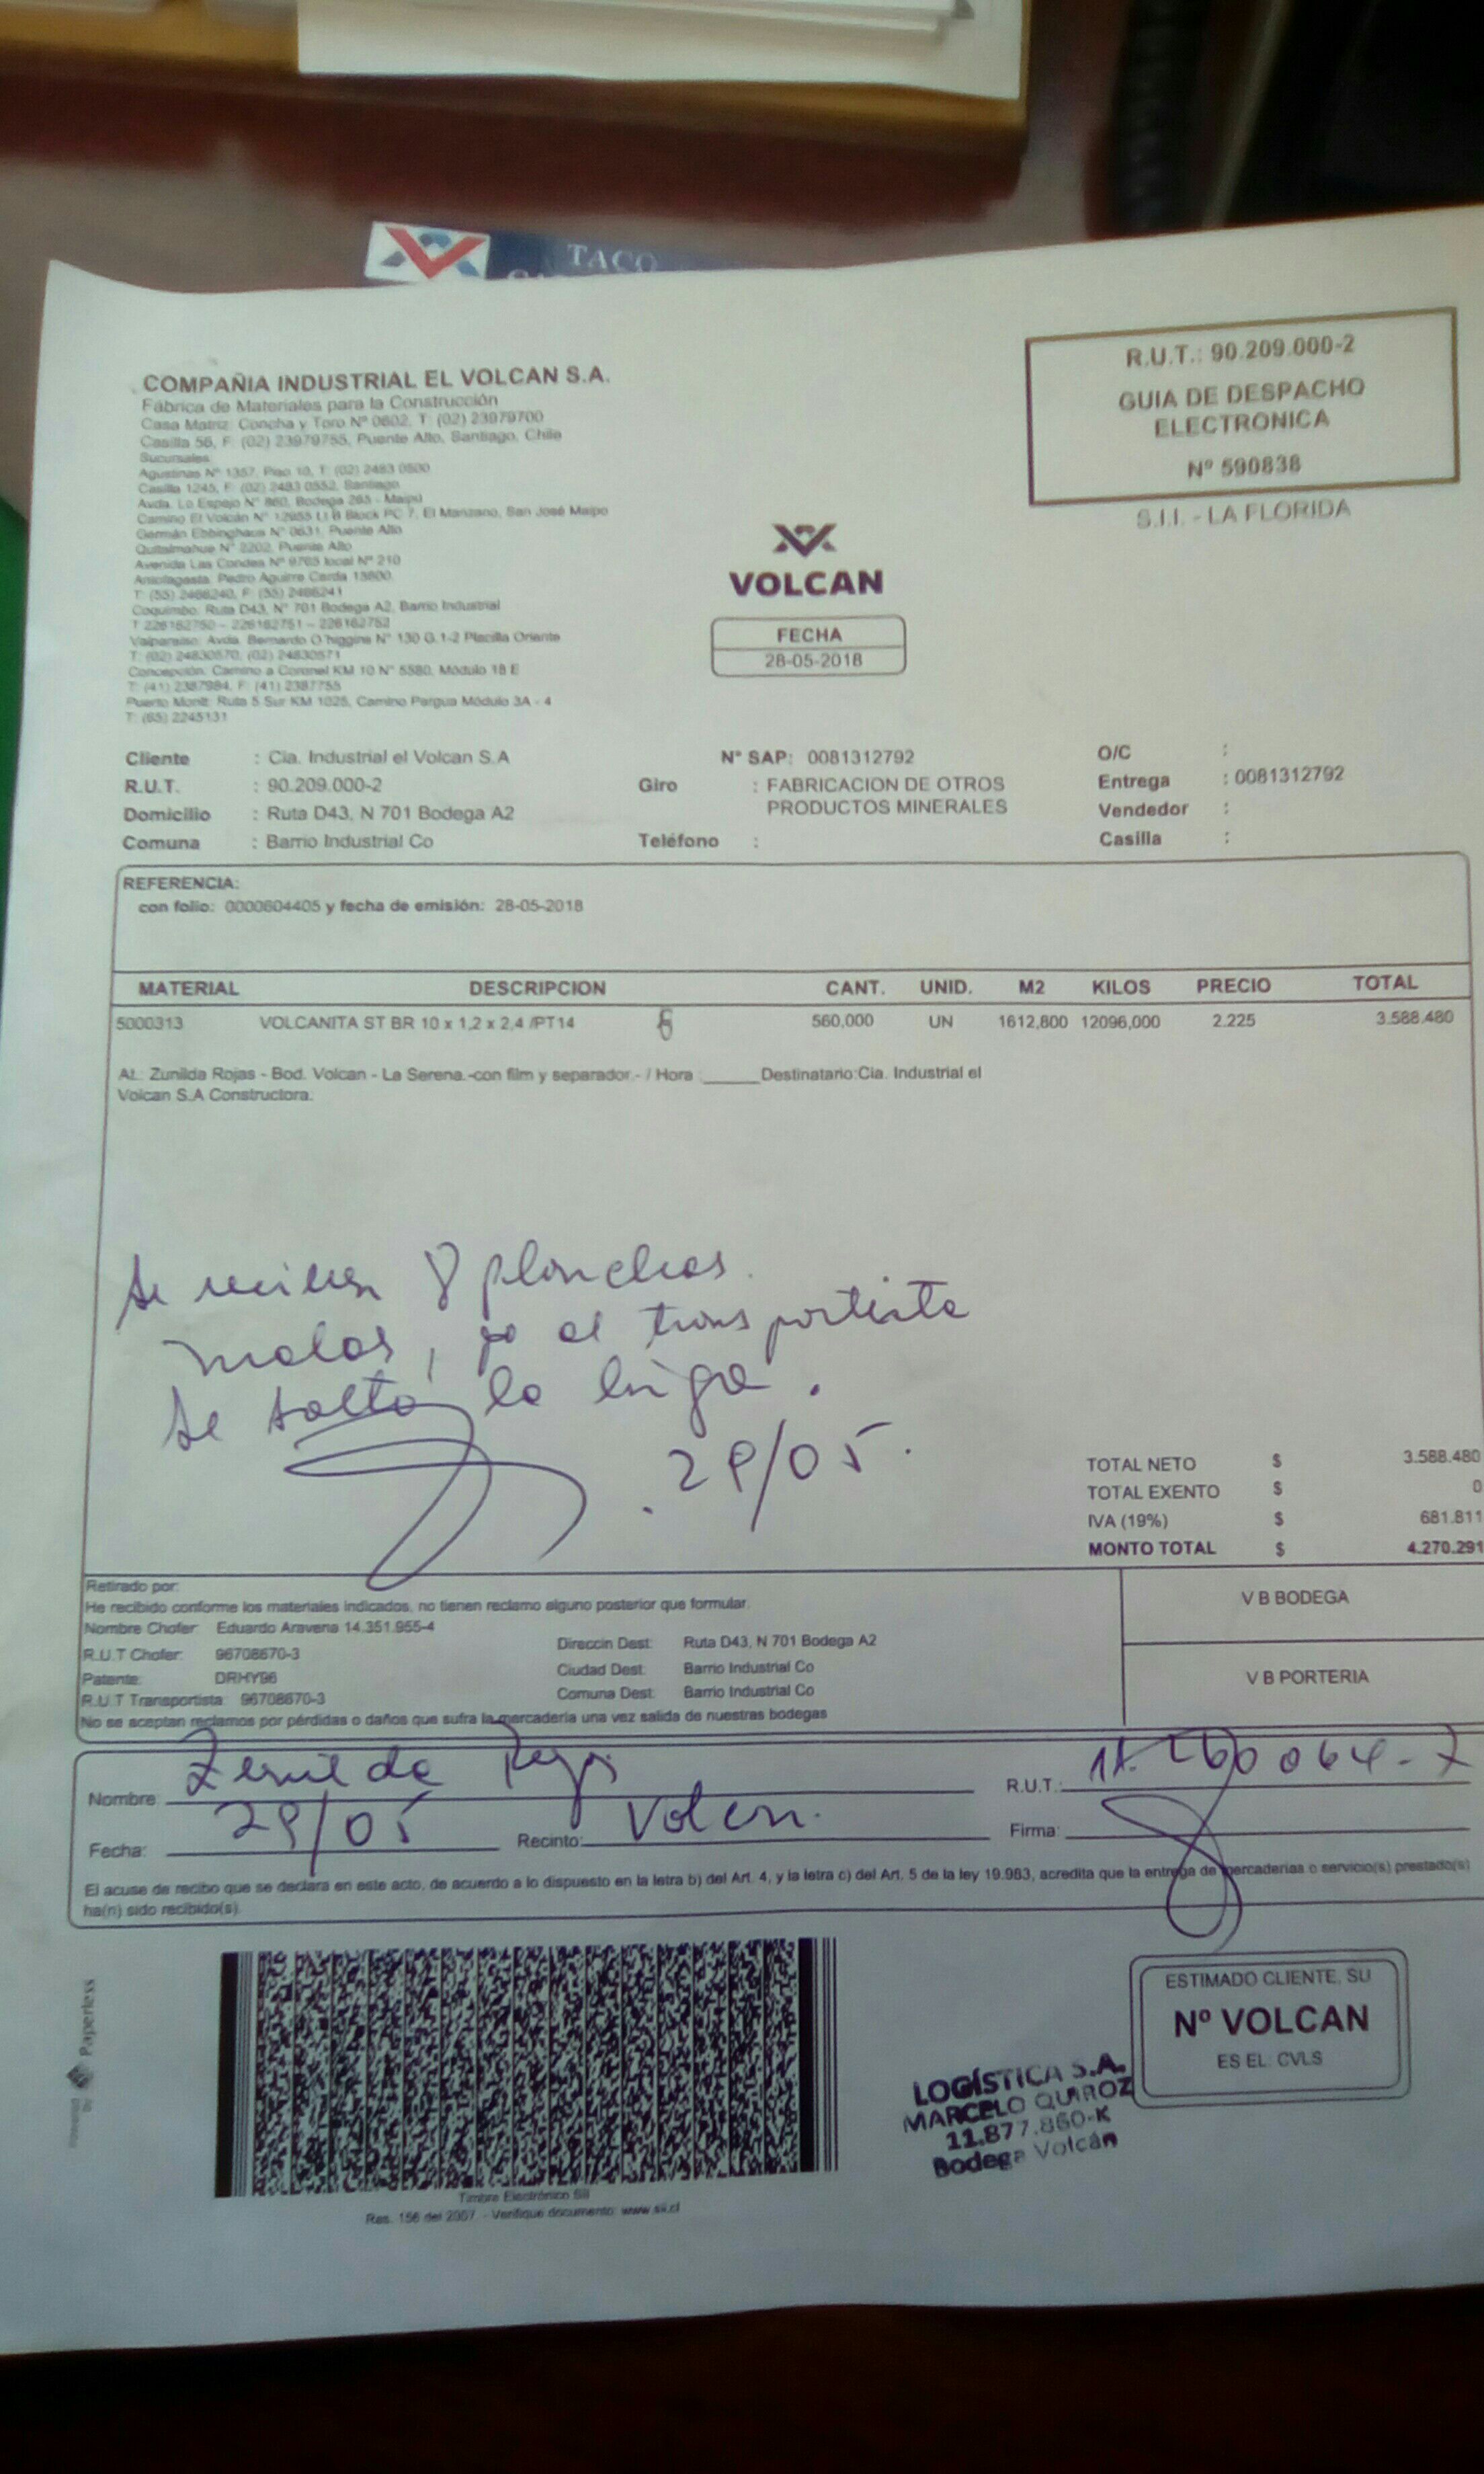 TACO
COMPAÑIA INDUSTRIAL EL VOLCAN S.A.
Fábrica de Materiales para la Construcción
Casa Matriz: Concha y Toro Nº 0602, T: (02) 23979700
Casilla 56, F: (02) 23979755, Puente Alto, Santiago, Chile
Sucursales:
Agustinas Nº 1357, Piso 10, T: (02) 2483 0500
Casilla 1245, F: (02) 2483 0552, Santiago
Avda. Lo Espejo Nº 860, Bodega 265 - Maipú
Camino El Volcán Nº 12955 Block PC 7, El Manzano, San José Maipo
Germán Ebbinghaus Nº 0631, Puente Alto
Quitalmahue Nº 2202, Puente Alto
Avenida Las Condes Nº 9765 local Nº 210
Antofagasta: Pedro Aguirre Cerda 13800
T: (55) 2466240, F: (55) 2466241
Coquimbo: Ruta D43, Nº 701 Bodega A2, Barrio Industrial
T 226162750 - 226162751 - 226162752
Valparaíso: Avda. Bernardo O'higgins Nº 130 G.1-2 Placilla Oriente
T: (02) 24830570, (02) 24830571
Concepción: Camino a Coronel KM 10 Nº 5580, Módulo 18 E
T: (41) 2387984, F: (41) 2387755
Puerto Montt: Ruta 5 Sur KM 1025, Camino Pargua Módulo 3A - 4
T: (65) 2245131
R.U.T.: 90.209.000-2
GUIA DE DESPACHO
ELECTRONICA
Nº 590838
S.I.I. - LA FLORIDA
VOLCAN
FECHA
28-05-2018
Cliente : Cia. Industrial el Volcan S.A Nº SAP: 0081312792 O/C :
R.U.T. : 90.209.000-2 Giro : FABRICACION DE OTROS Entrega : 0081312792
PRODUCTOS MINERALES
Domicilio : Ruta D43, N 701 Bodega A2 Vendedor :
Comuna : Barrio Industrial Co Teléfono : Casilla :
REFERENCIA:
con folio: 0000604405 y fecha de emisión: 28-05-2018
MATERIAL DESCRIPCION CANT. UNID. M2 KILOS PRECIO TOTAL
5000313 VOLCANITA ST BR 10 x 1,2 x 2,4 /PT14 560,000 UN 1612,800 12096,000 2.225 3.588.480
At.: Zunilda Rojas - Bod. Volcan - La Serena.-con film y separador.- / Hora :______Destinatario:Cia. Industrial el
Volcan S.A Constructora:
Se reciben 8 planchas
malas, ya al transportista
se salto la liga.
29/05.
TOTAL NETO $ 3.588.480
TOTAL EXENTO $ 0
IVA (19%) $ 681.811
MONTO TOTAL $ 4.270.291
Retirado por:
He recibido conforme los materiales indicados, no tienen reclamo alguno posterior que formular.
Nombre Chofer: Eduardo Aravena 14.351.955-4
R.U.T Chofer: 96708670-3 Direccin Dest: Ruta D43, N 701 Bodega A2
Patente: DRHY96 Ciudad Dest: Barrio Industrial Co
R.U.T Transportista: 96708670-3 Comuna Dest: Barrio Industrial Co
No se aceptan reclamos por pérdidas o daños que sufra la mercadería una vez salida de nuestras bodegas
V B BODEGA
V B PORTERIA
Nombre: Zunilda Rojas R.U.T.:
Fecha: 29/05 Recinto: Volcan. Firma:
El acuse de recibo que se declara en este acto, de acuerdo a lo dispuesto en la letra b) del Art. 4, y la letra c) del Art. 5 de la ley 19.983, acredita que la entrega de mercaderias o servicio(s) prestado(s)
ha(n) sido recibido(s).
Powered by Paperless
Timbre Electrónico SII
Res. 156 del 2007 - Verifique documento: www.sii.cl
LOGÍSTICA S.A.
MARCELO QUIROZ
11.877.860-K
Bodega Volcán
ESTIMADO CLIENTE, SU
Nº VOLCAN
ES EL: CVLS